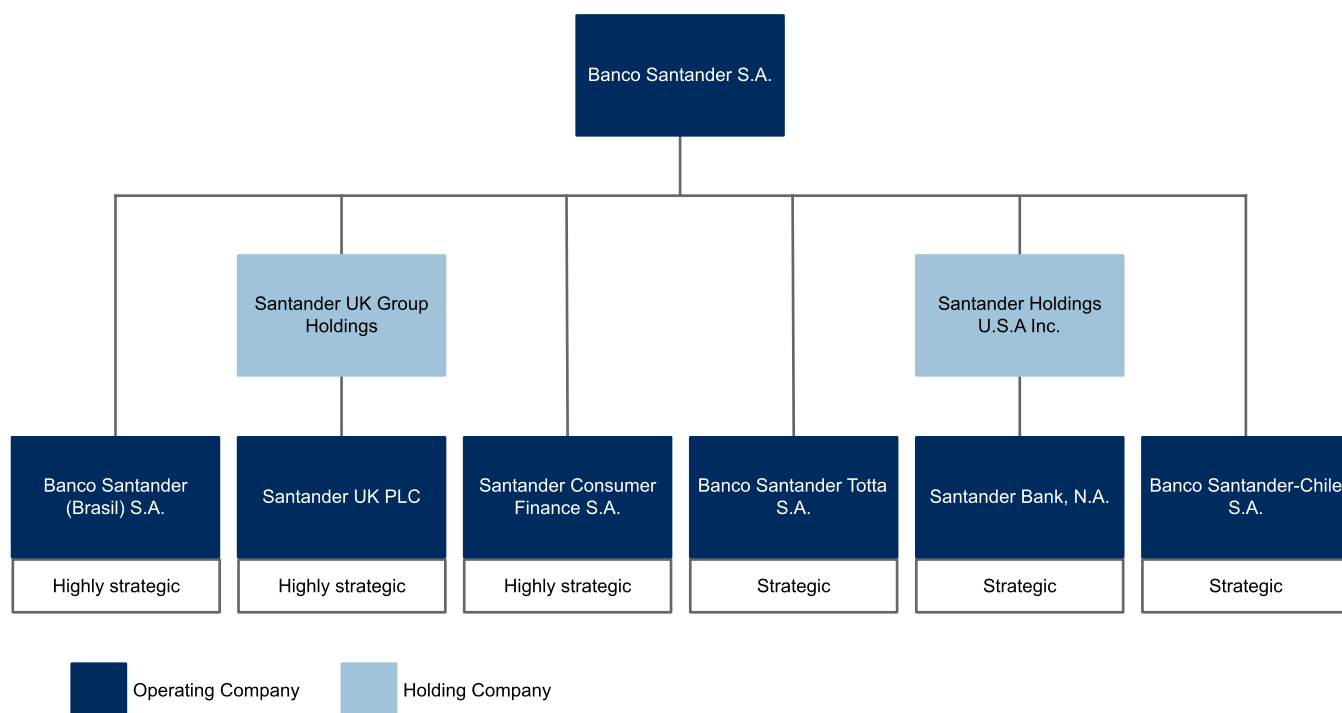 Banco Santander S.A.
Santander UK Group
Holdings
Santander Holdings
U.S.A Inc.
Banco Santander
(Brasil) S.A.
Santander UK PLC
Santander Consumer
Finance S.A.
Banco Santander Totta
S.A.
Santander Bank, N.A.
Banco Santander-Chile
S.A.
Highly strategic
Highly strategic
Highly strategic
Strategic
Strategic
Strategic
Operating Company
Holding Company